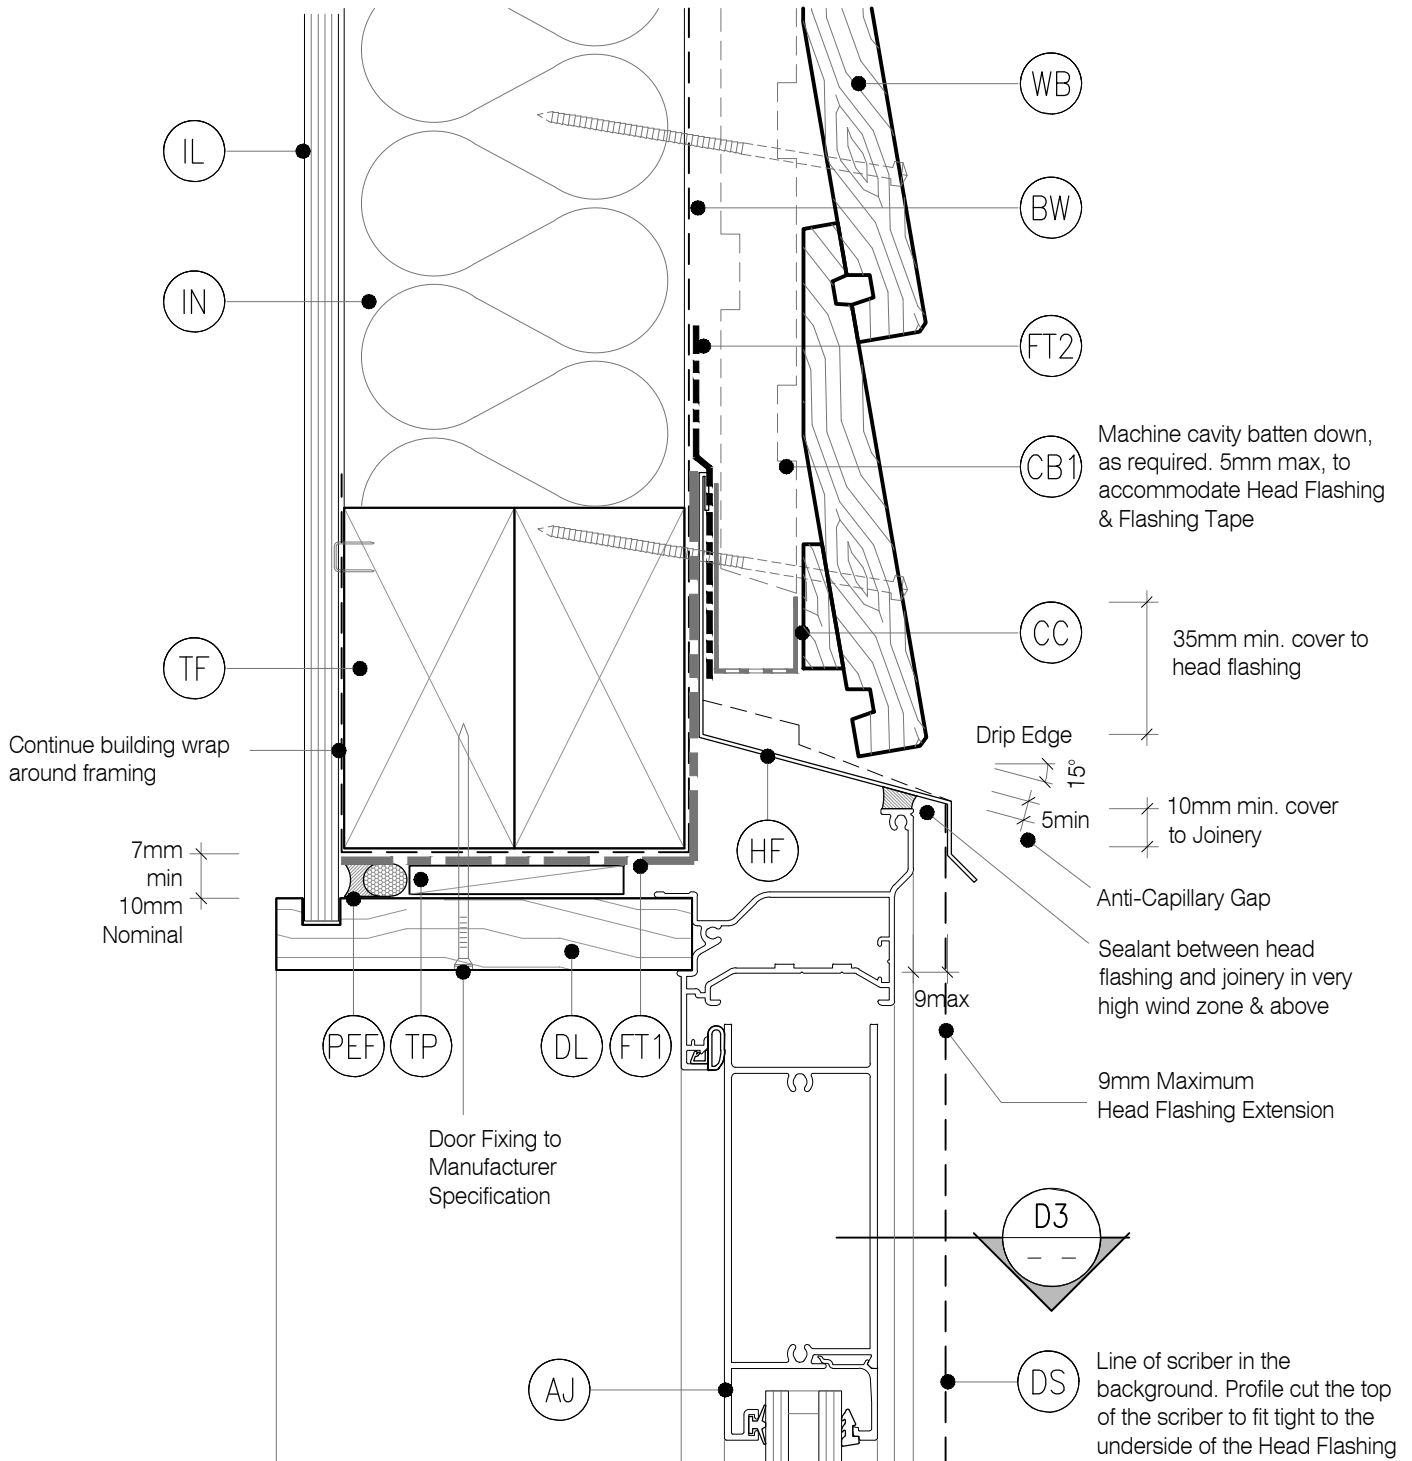 WB
IL
BW
IN
FT2
CB1
Machine cavity batten down,
as required. 5mm max, to
accommodate Head Flashing
& Flashing Tape
CC
35mm min. cover to
head flashing
TF
Continue building wrap
around framing
Drip Edge
15°
5min
10mm min. cover
to Joinery
HF
7mm
min
10mm
Nominal
Anti-Capillary Gap
Sealant between head
flashing and joinery in very
high wind zone & above
9max
PEF
TP
DL
FT1
9mm Maximum
Head Flashing Extension
Door Fixing to
Manufacturer
Specification
D3
AJ
DS
Line of scriber in the
background. Profile cut the top
of the scriber to fit tight to the
underside of the Head Flashing